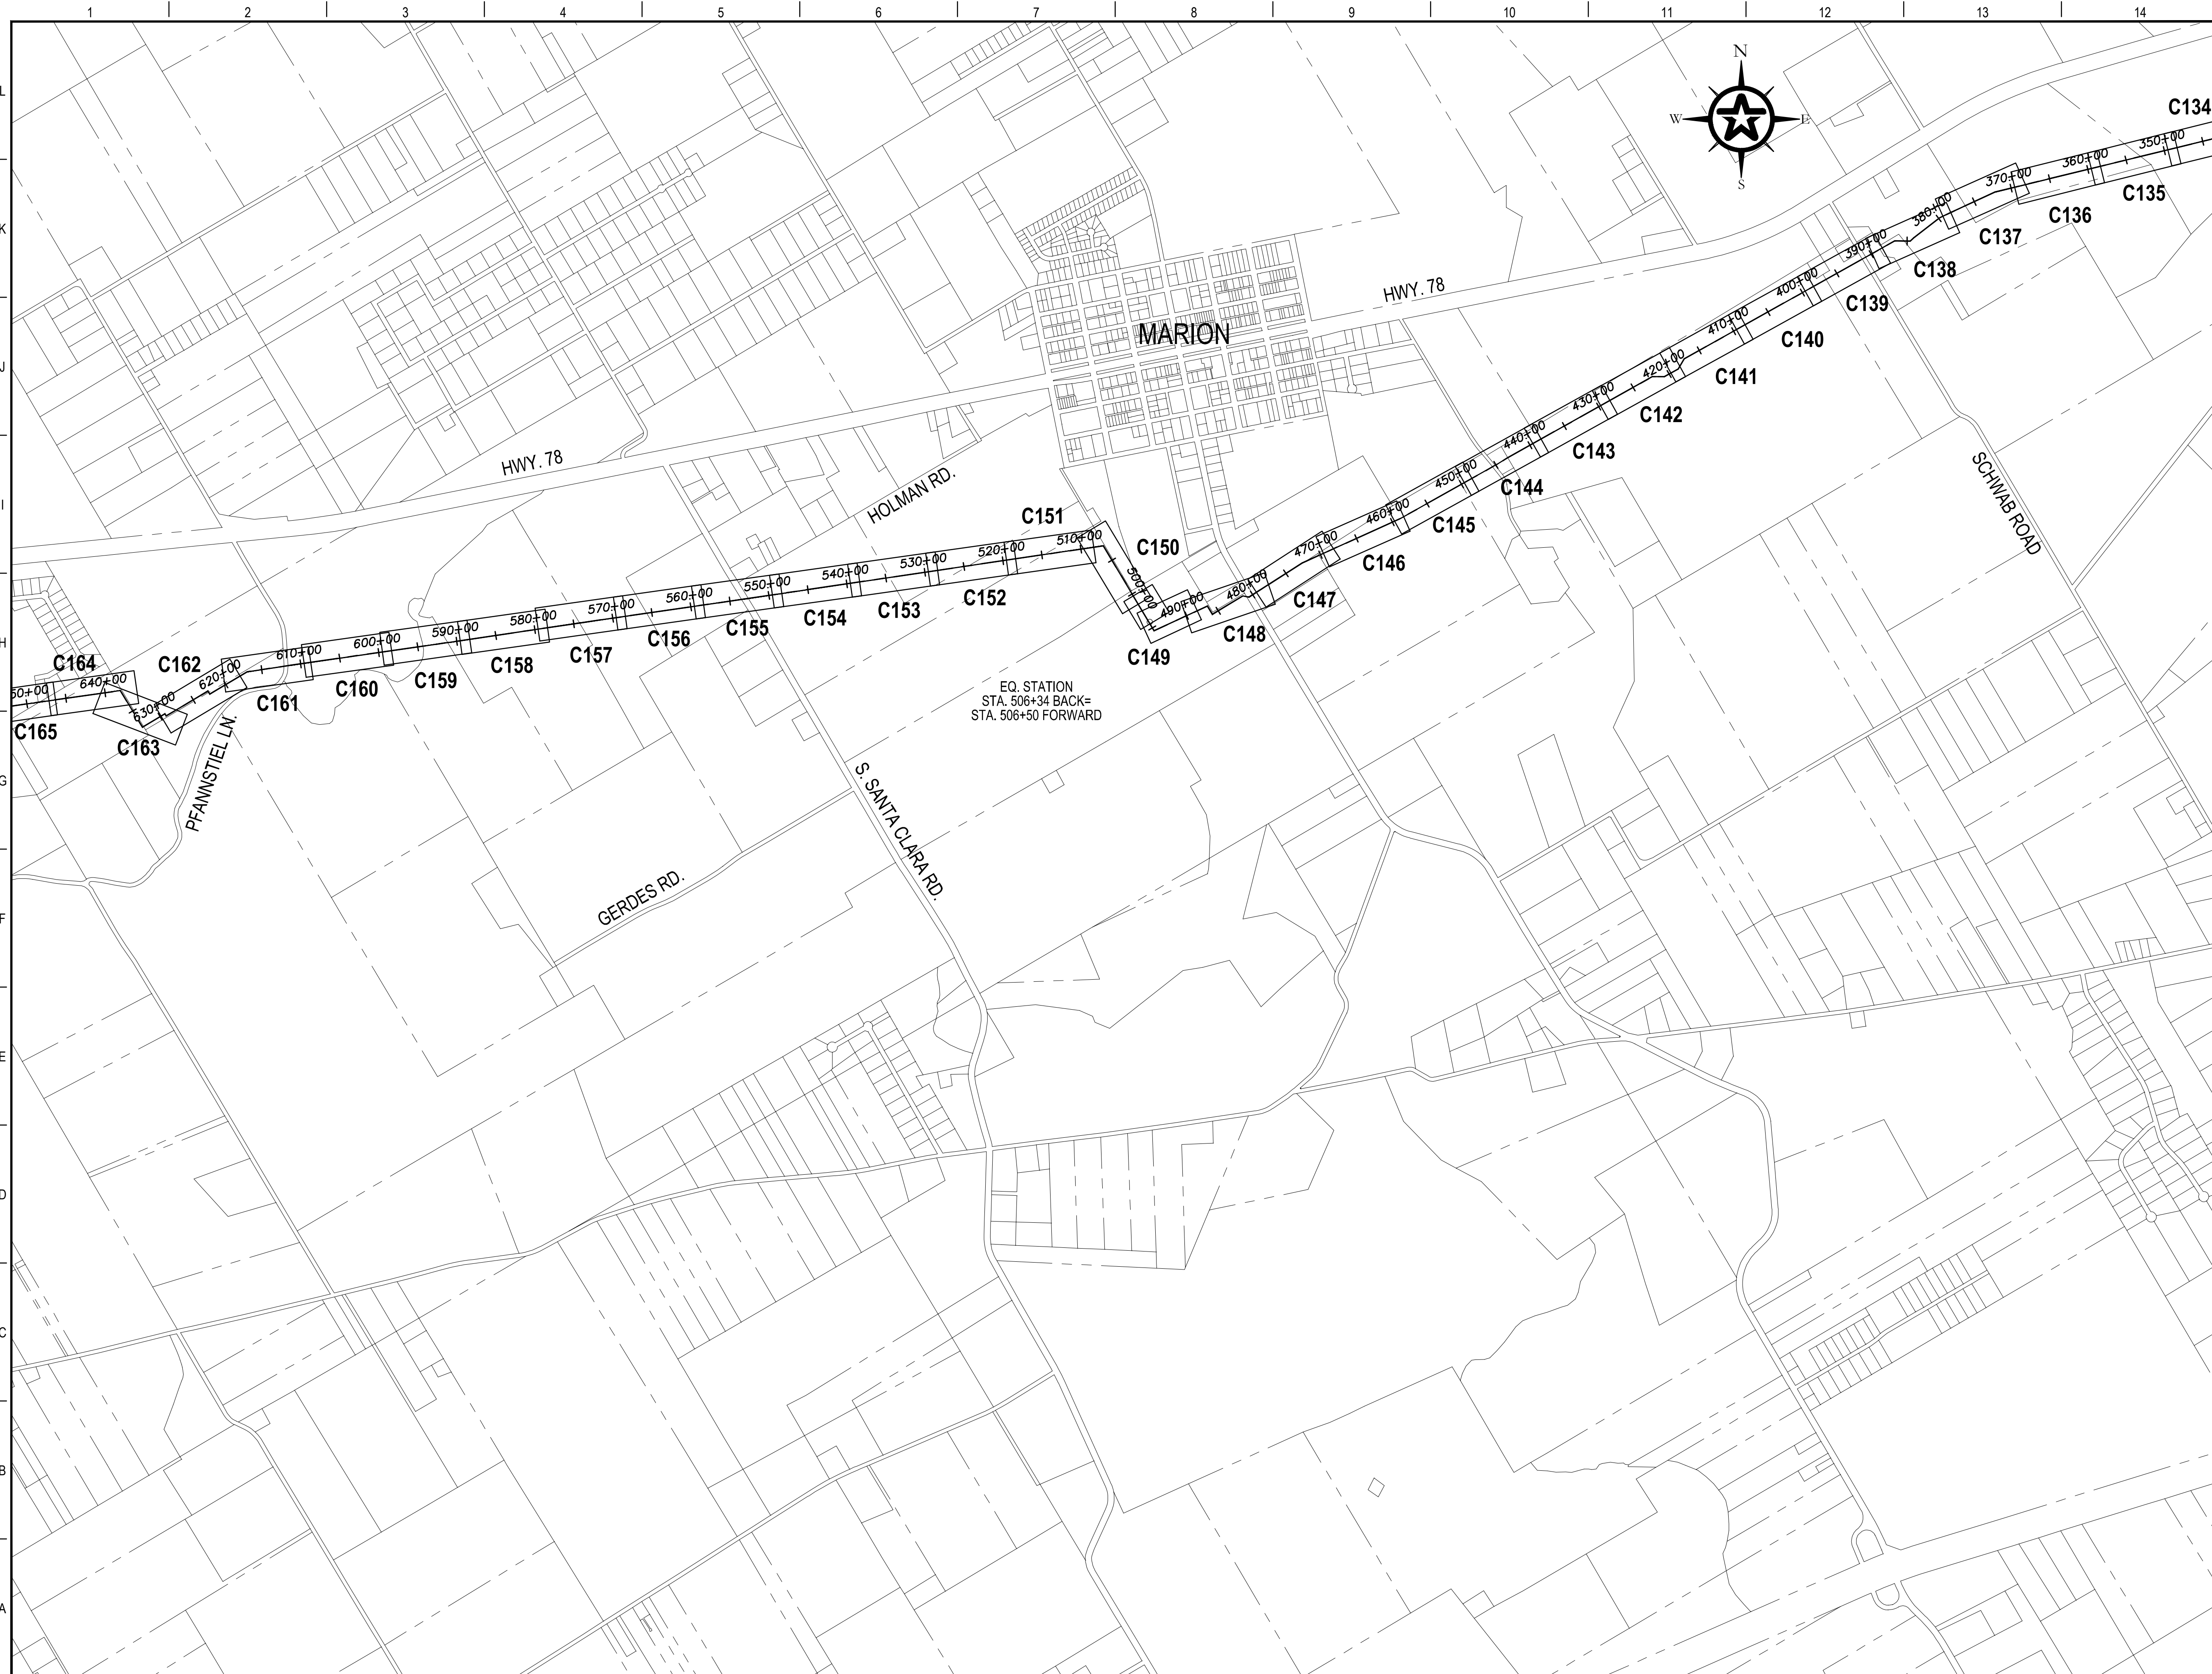 1
2
3
4
5
6
7
8
9
10
11
12
13
14
L
K
J
I
H
G
F
E
D
C
B
A
N
W
E
S
C134
350+00
360+00
C135
370+00
C136
380+00
C137
390+00
C138
400+00
C139
410+00
C140
420+00
C141
430+00
C142
440+00
C143
450+00
C144
460+00
C145
470+00
C146
480+00
C147
490+00
C148
500+00
C149
C150
510+00
C151
520+00
C152
530+00
C153
540+00
C154
550+00
C155
560+00
C156
570+00
C157
580+00
C158
590+00
C159
600+00
C160
610+00
C161
620+00
C162
630+00
C163
640+00
C164
50+00
C165
MARION
HWY. 78
HWY. 78
HOLMAN RD.
SCHWAB ROAD
EQ. STATION
STA. 506+34 BACK=
STA. 506+50 FORWARD
PFANNSTIEL LN.
S. SANTA CLARA RD.
GERDES RD.